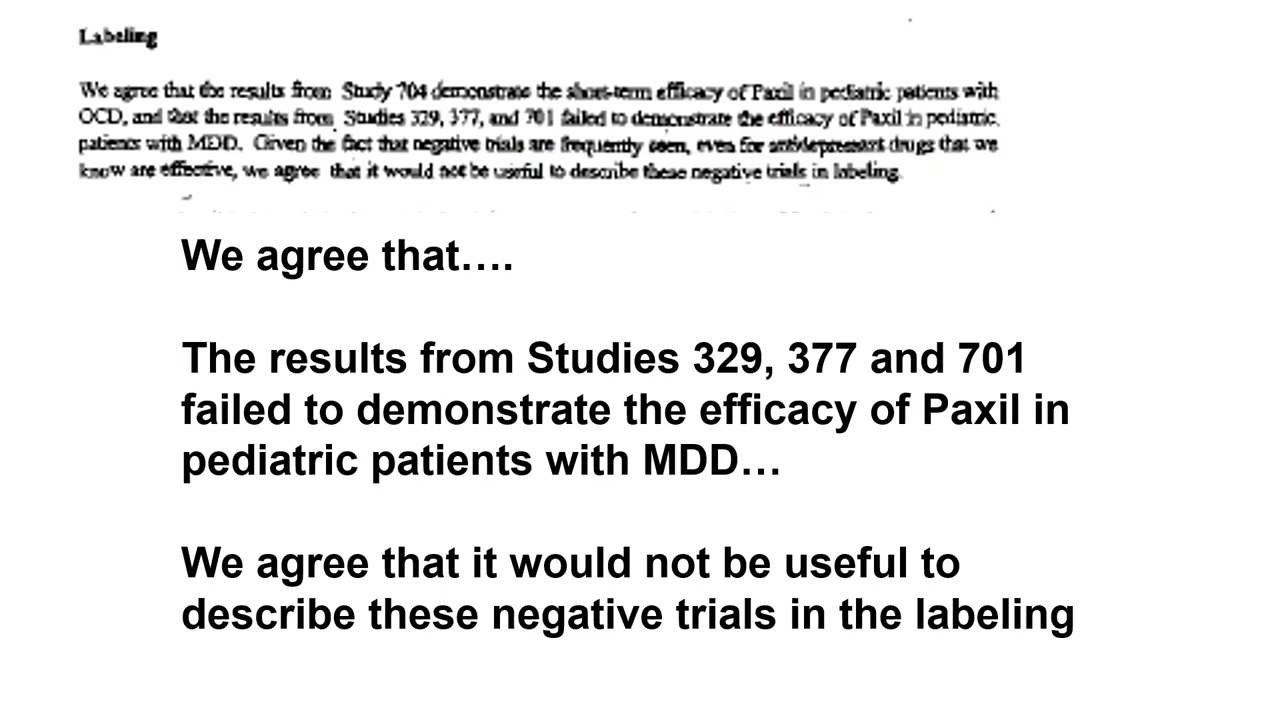 Labeling
We agree that the results from Study 704 demonstrate the short-term efficacy of Paxil in pediatric patients with
OCD, and that the results from Studies 329, 377, and 701 failed to demonstrate the efficacy of Paxil in pediatric
patients with MDD. Given the fact that negative trials are frequently seen, even for antidepressant drugs that we
know are effective, we agree that it would not be useful to describe these negative trials in labeling.
We agree that….
The results from Studies 329, 377 and 701
failed to demonstrate the efficacy of Paxil in
pediatric patients with MDD…
We agree that it would not be useful to
describe these negative trials in the labeling